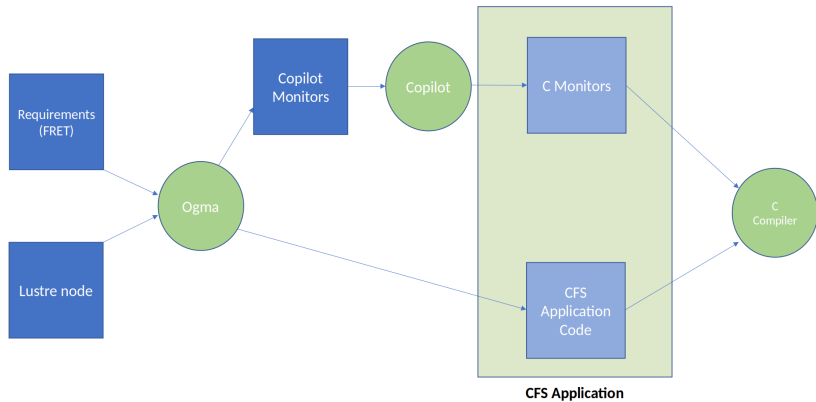 Requirements
(FRET)
Lustre node
Ogma
Copilot
Monitors
Copilot
C Monitors
CFS
Application
Code
C
Compiler
CFS Application